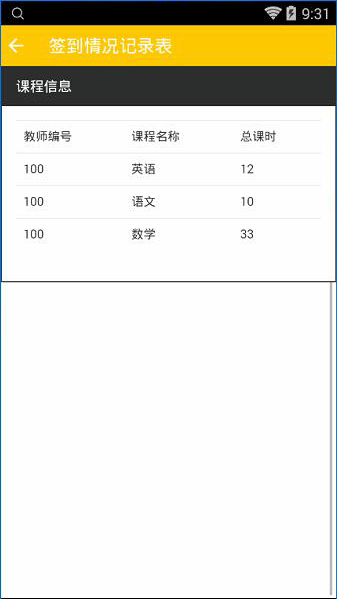 9:31
签到情况记录表
课程信息
教师编号 课程名称 总课时
100 英语 12
100 语文 10
100 数学 33